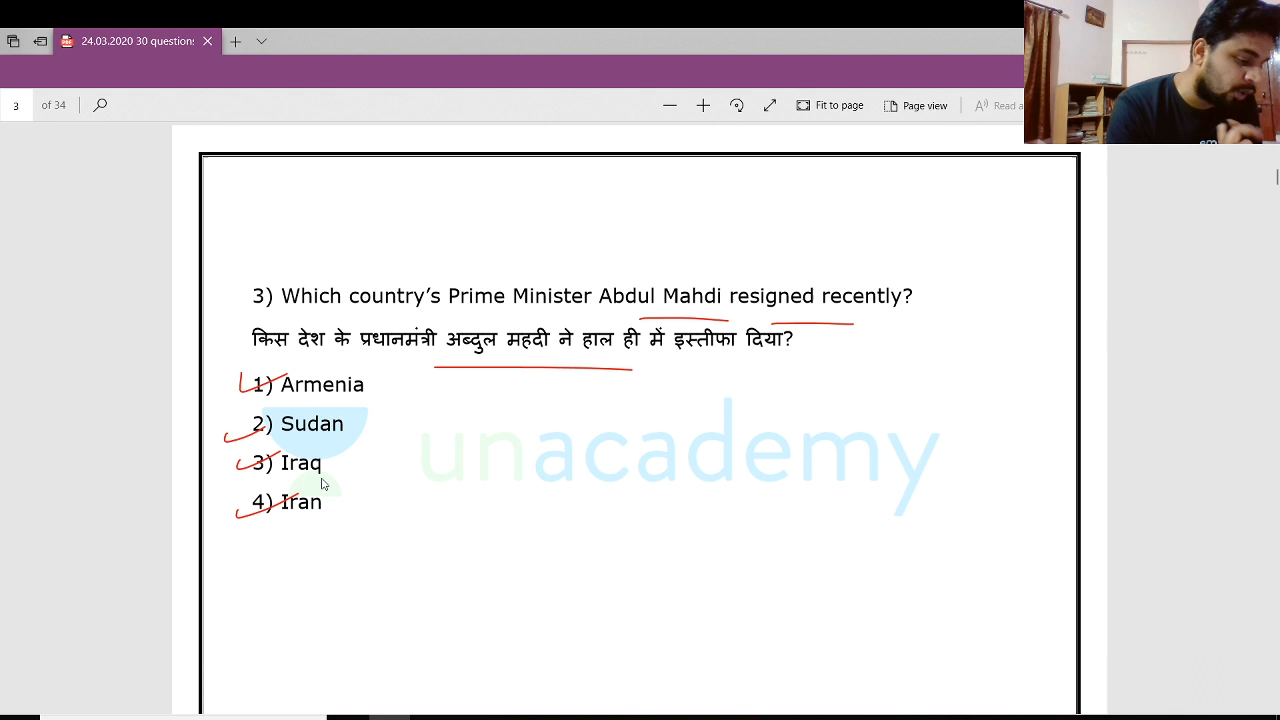 24.03.2020 30 question
3 of 34
Fit to page
Page view
Read a
3) Which country’s Prime Minister Abdul Mahdi resigned recently?
किस देश के प्रधानमंत्री अब्दुल महदी ने हाल ही में इस्तीफा दिया?
1) Armenia
2) Sudan
3) Iraq
4) Iran
unacademy